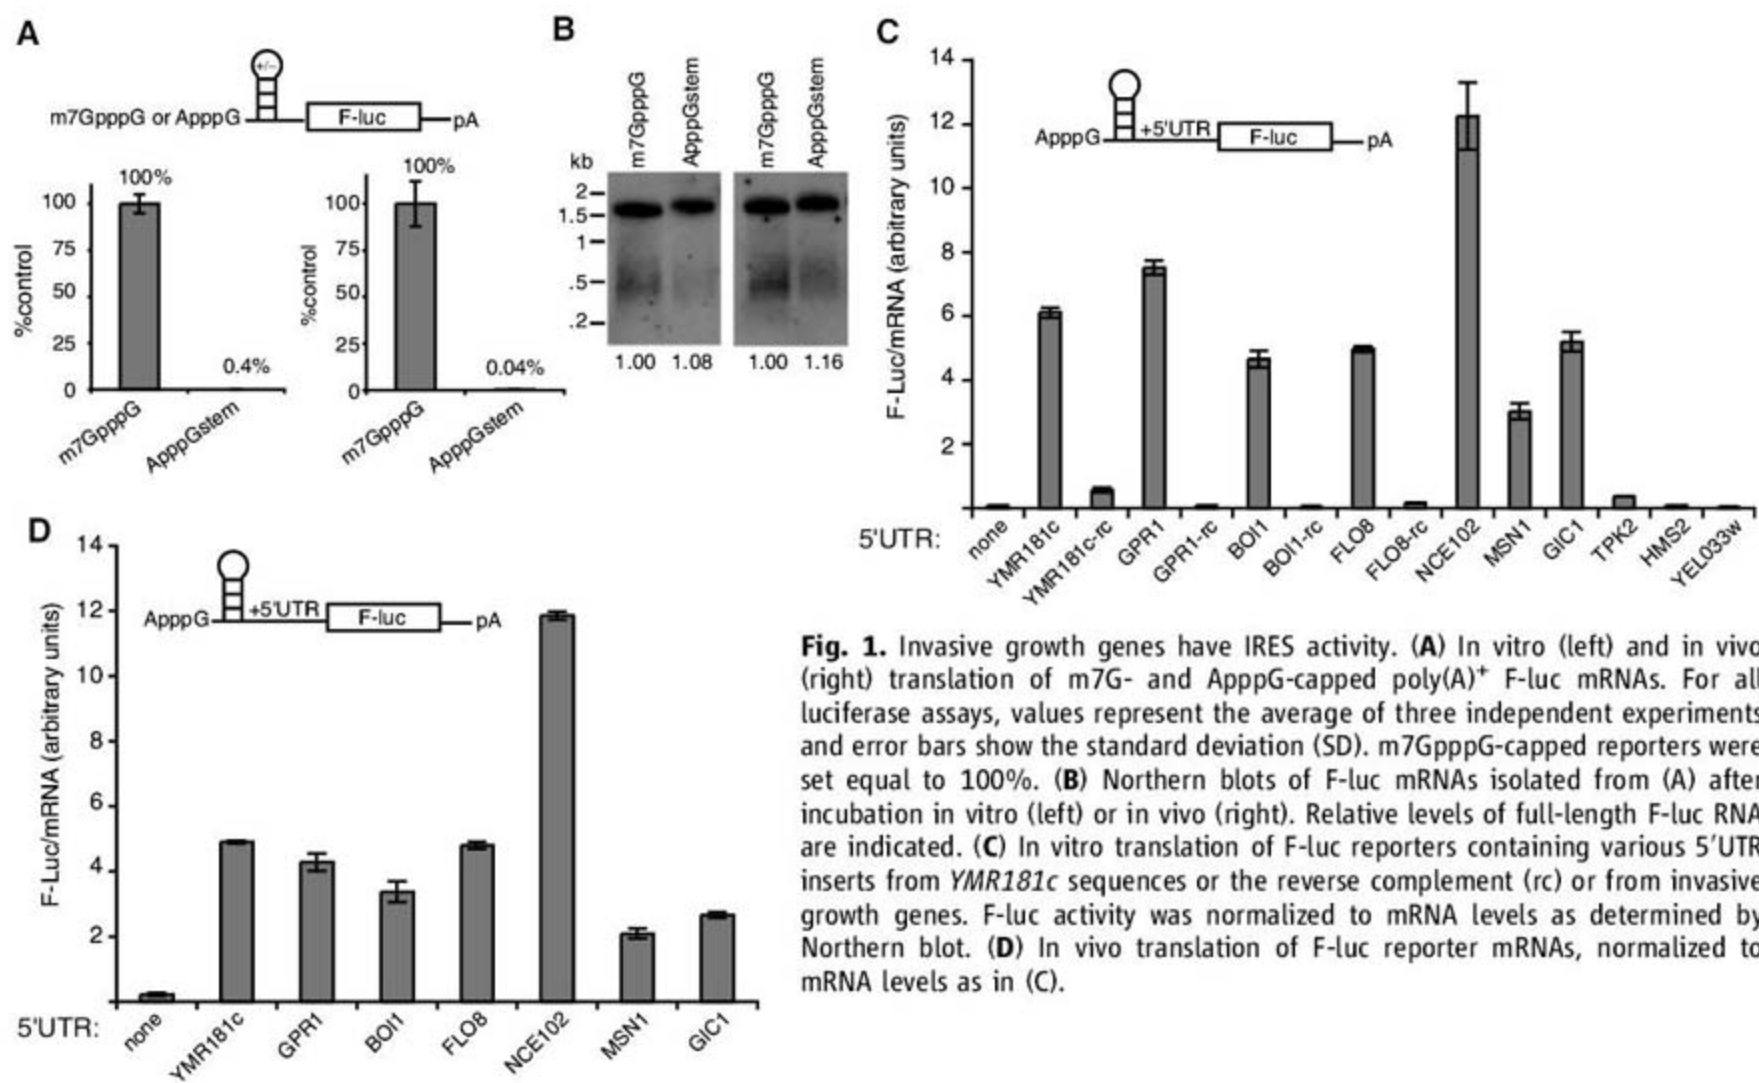 A
+/–
m7GpppG or ApppG
F-luc
pA
%control
100
75
50
25
0
100%
0.4%
m7GpppG
ApppGstem
%control
100
75
50
25
0
100%
0.04%
m7GpppG
ApppGstem
B
m7GpppG
ApppGstem
m7GpppG
ApppGstem
kb
2
1.5
1
.5
.2
1.00 1.08 1.00 1.16
C
F-Luc/mRNA (arbitrary units)
14
12
10
8
6
4
2
ApppG
+5'UTR
F-luc
pA
5'UTR:
none
YMR181c
YMR181c-rc
GPR1
GPR1-rc
BOI1
BOI1-rc
FLO8
FLO8-rc
NCE102
MSN1
GIC1
TPK2
HMS2
YEL033w
D
F-Luc/mRNA (arbitrary units)
14
12
10
8
6
4
2
ApppG
+5'UTR
F-luc
pA
5'UTR:
none
YMR181c
GPR1
BOI1
FLO8
NCE102
MSN1
GIC1
Fig. 1. Invasive growth genes have IRES activity. (A) In vitro (left) and in vivo
(right) translation of m7G- and ApppG-capped poly(A)+ F-luc mRNAs. For all
luciferase assays, values represent the average of three independent experiments
and error bars show the standard deviation (SD). m7GpppG-capped reporters were
set equal to 100%. (B) Northern blots of F-luc mRNAs isolated from (A) after
incubation in vitro (left) or in vivo (right). Relative levels of full-length F-luc RNA
are indicated. (C) In vitro translation of F-luc reporters containing various 5'UTR
inserts from YMR181c sequences or the reverse complement (rc) or from invasive
growth genes. F-luc activity was normalized to mRNA levels as determined by
Northern blot. (D) In vivo translation of F-luc reporter mRNAs, normalized to
mRNA levels as in (C).